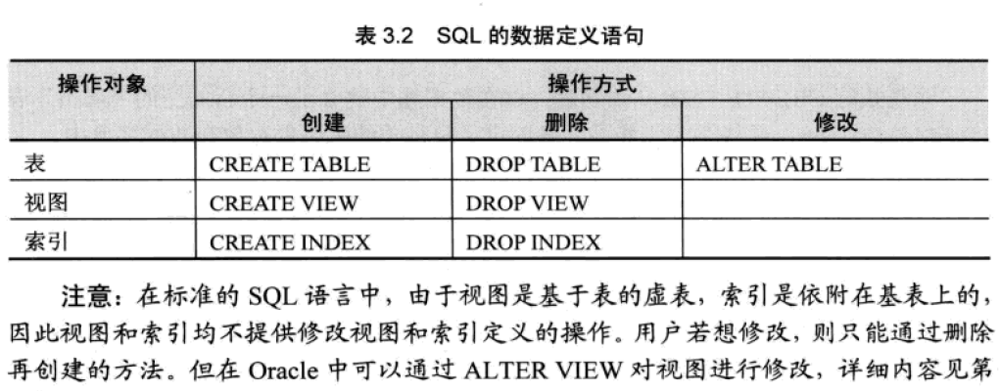 表 3.2 SQL 的数据定义语句
操作对象 操作方式
创建 删除 修改
表 CREATE TABLE DROP TABLE ALTER TABLE
视图 CREATE VIEW DROP VIEW
索引 CREATE INDEX DROP INDEX
注意：在标准的 SQL 语言中，由于视图是基于表的虚表，索引是依附在基表上的，
因此视图和索引均不提供修改视图和索引定义的操作。用户若想修改，则只能通过删除
再创建的方法。但在 Oracle 中可以通过 ALTER VIEW 对视图进行修改，详细内容见第